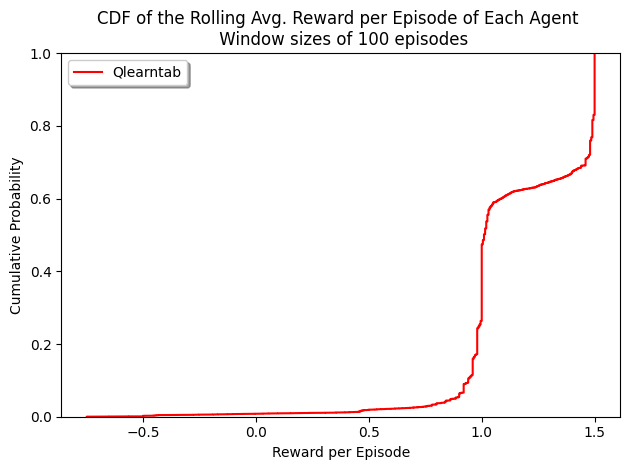 CDF of the Rolling Avg. Reward per Episode of Each Agent
Window sizes of 100 episodes
Qlearntab
1.0
0.8
0.6
0.4
0.2
0.0
Cumulative Probability
−0.5 0.0 0.5 1.0 1.5
Reward per Episode